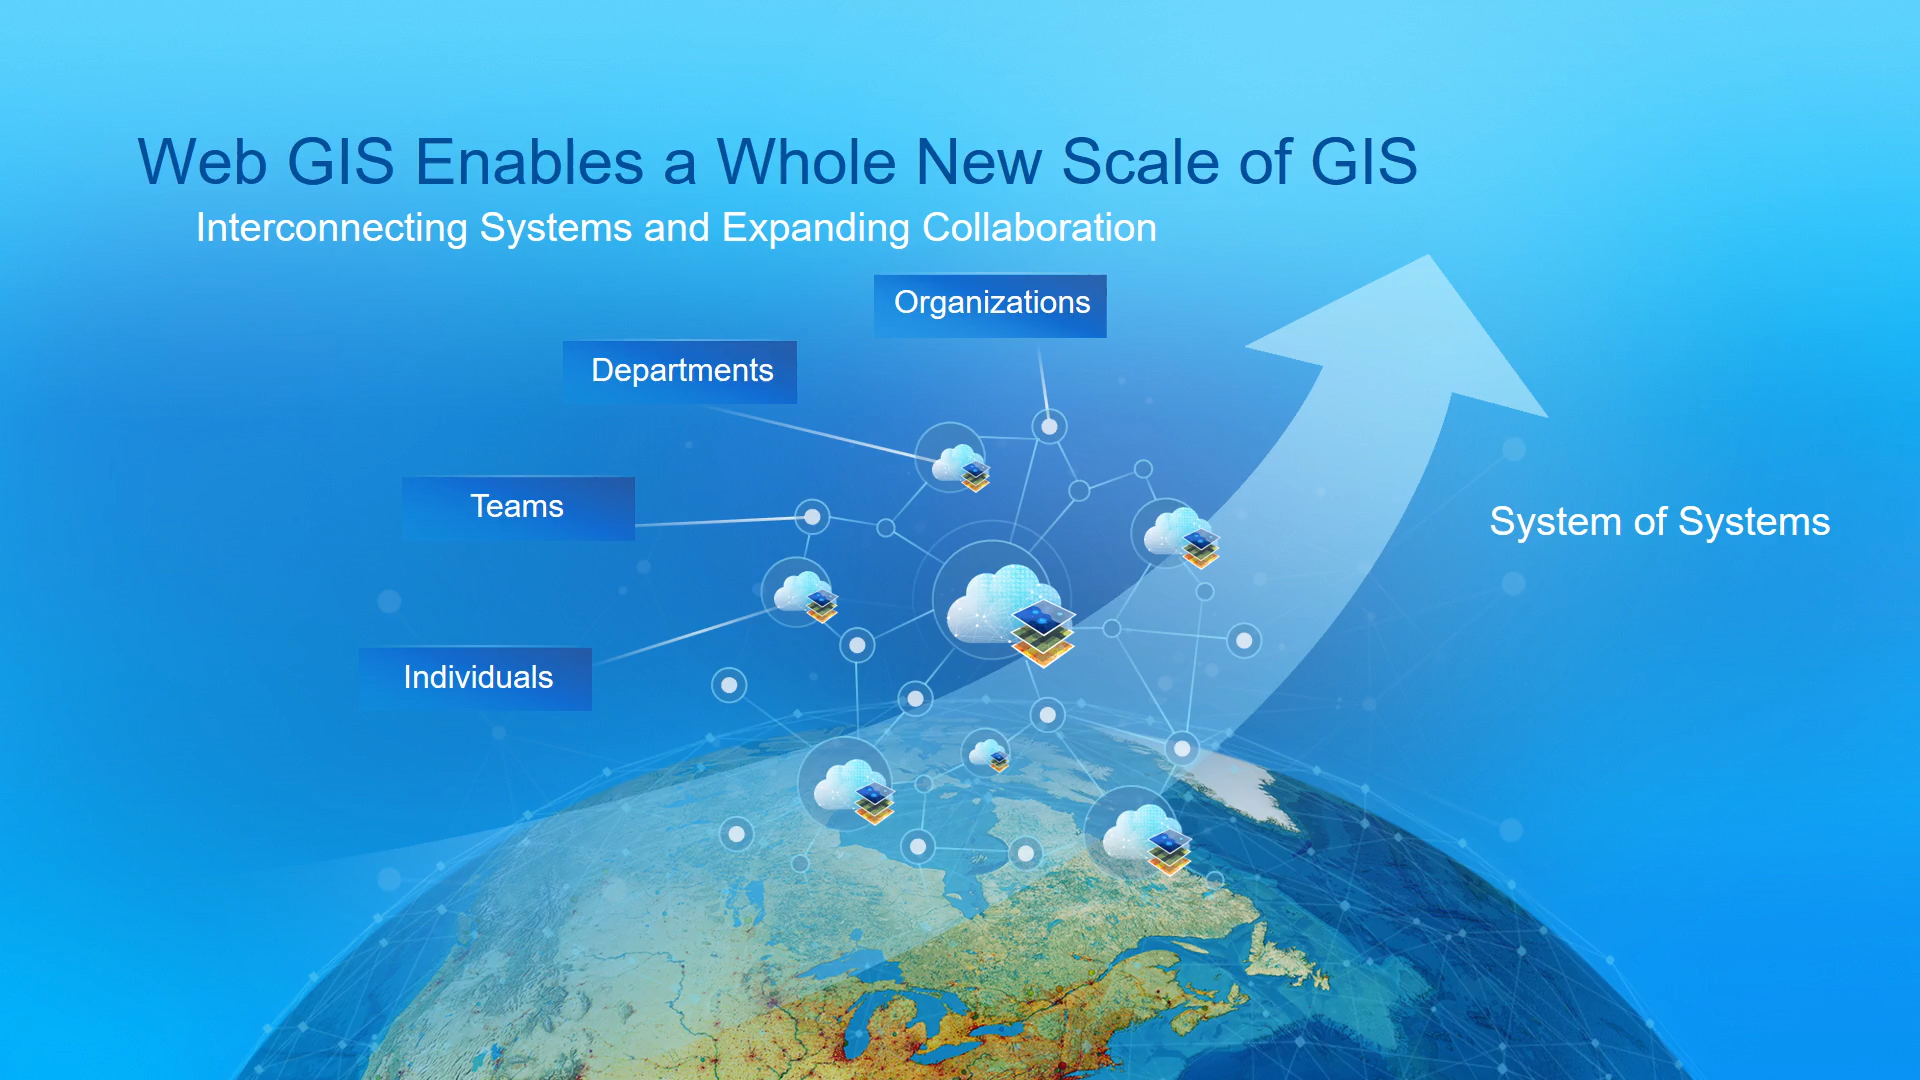 Web GIS Enables a Whole New Scale of GIS
Interconnecting Systems and Expanding Collaboration
Organizations
Departments
Teams
System of Systems
Individuals